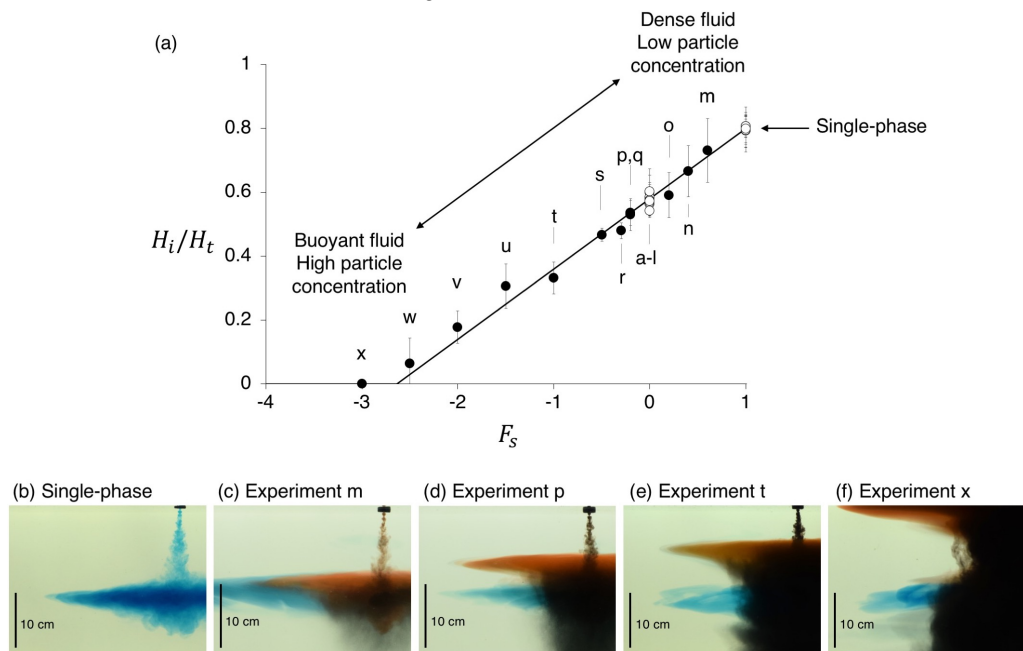 (a)
Dense fluid
Low particle
concentration
Single-phase
Buoyant fluid
High particle
concentration
H_i/H_t
1
0.8
0.6
0.4
0.2
0
x
w
v
u
t
s
r
p,q
a-l
o
n
m
-4
-3
-2
-1
0
1
F_s
(b) Single-phase
10 cm
(c) Experiment m
10 cm
(d) Experiment p
10 cm
(e) Experiment t
10 cm
(f) Experiment x
10 cm